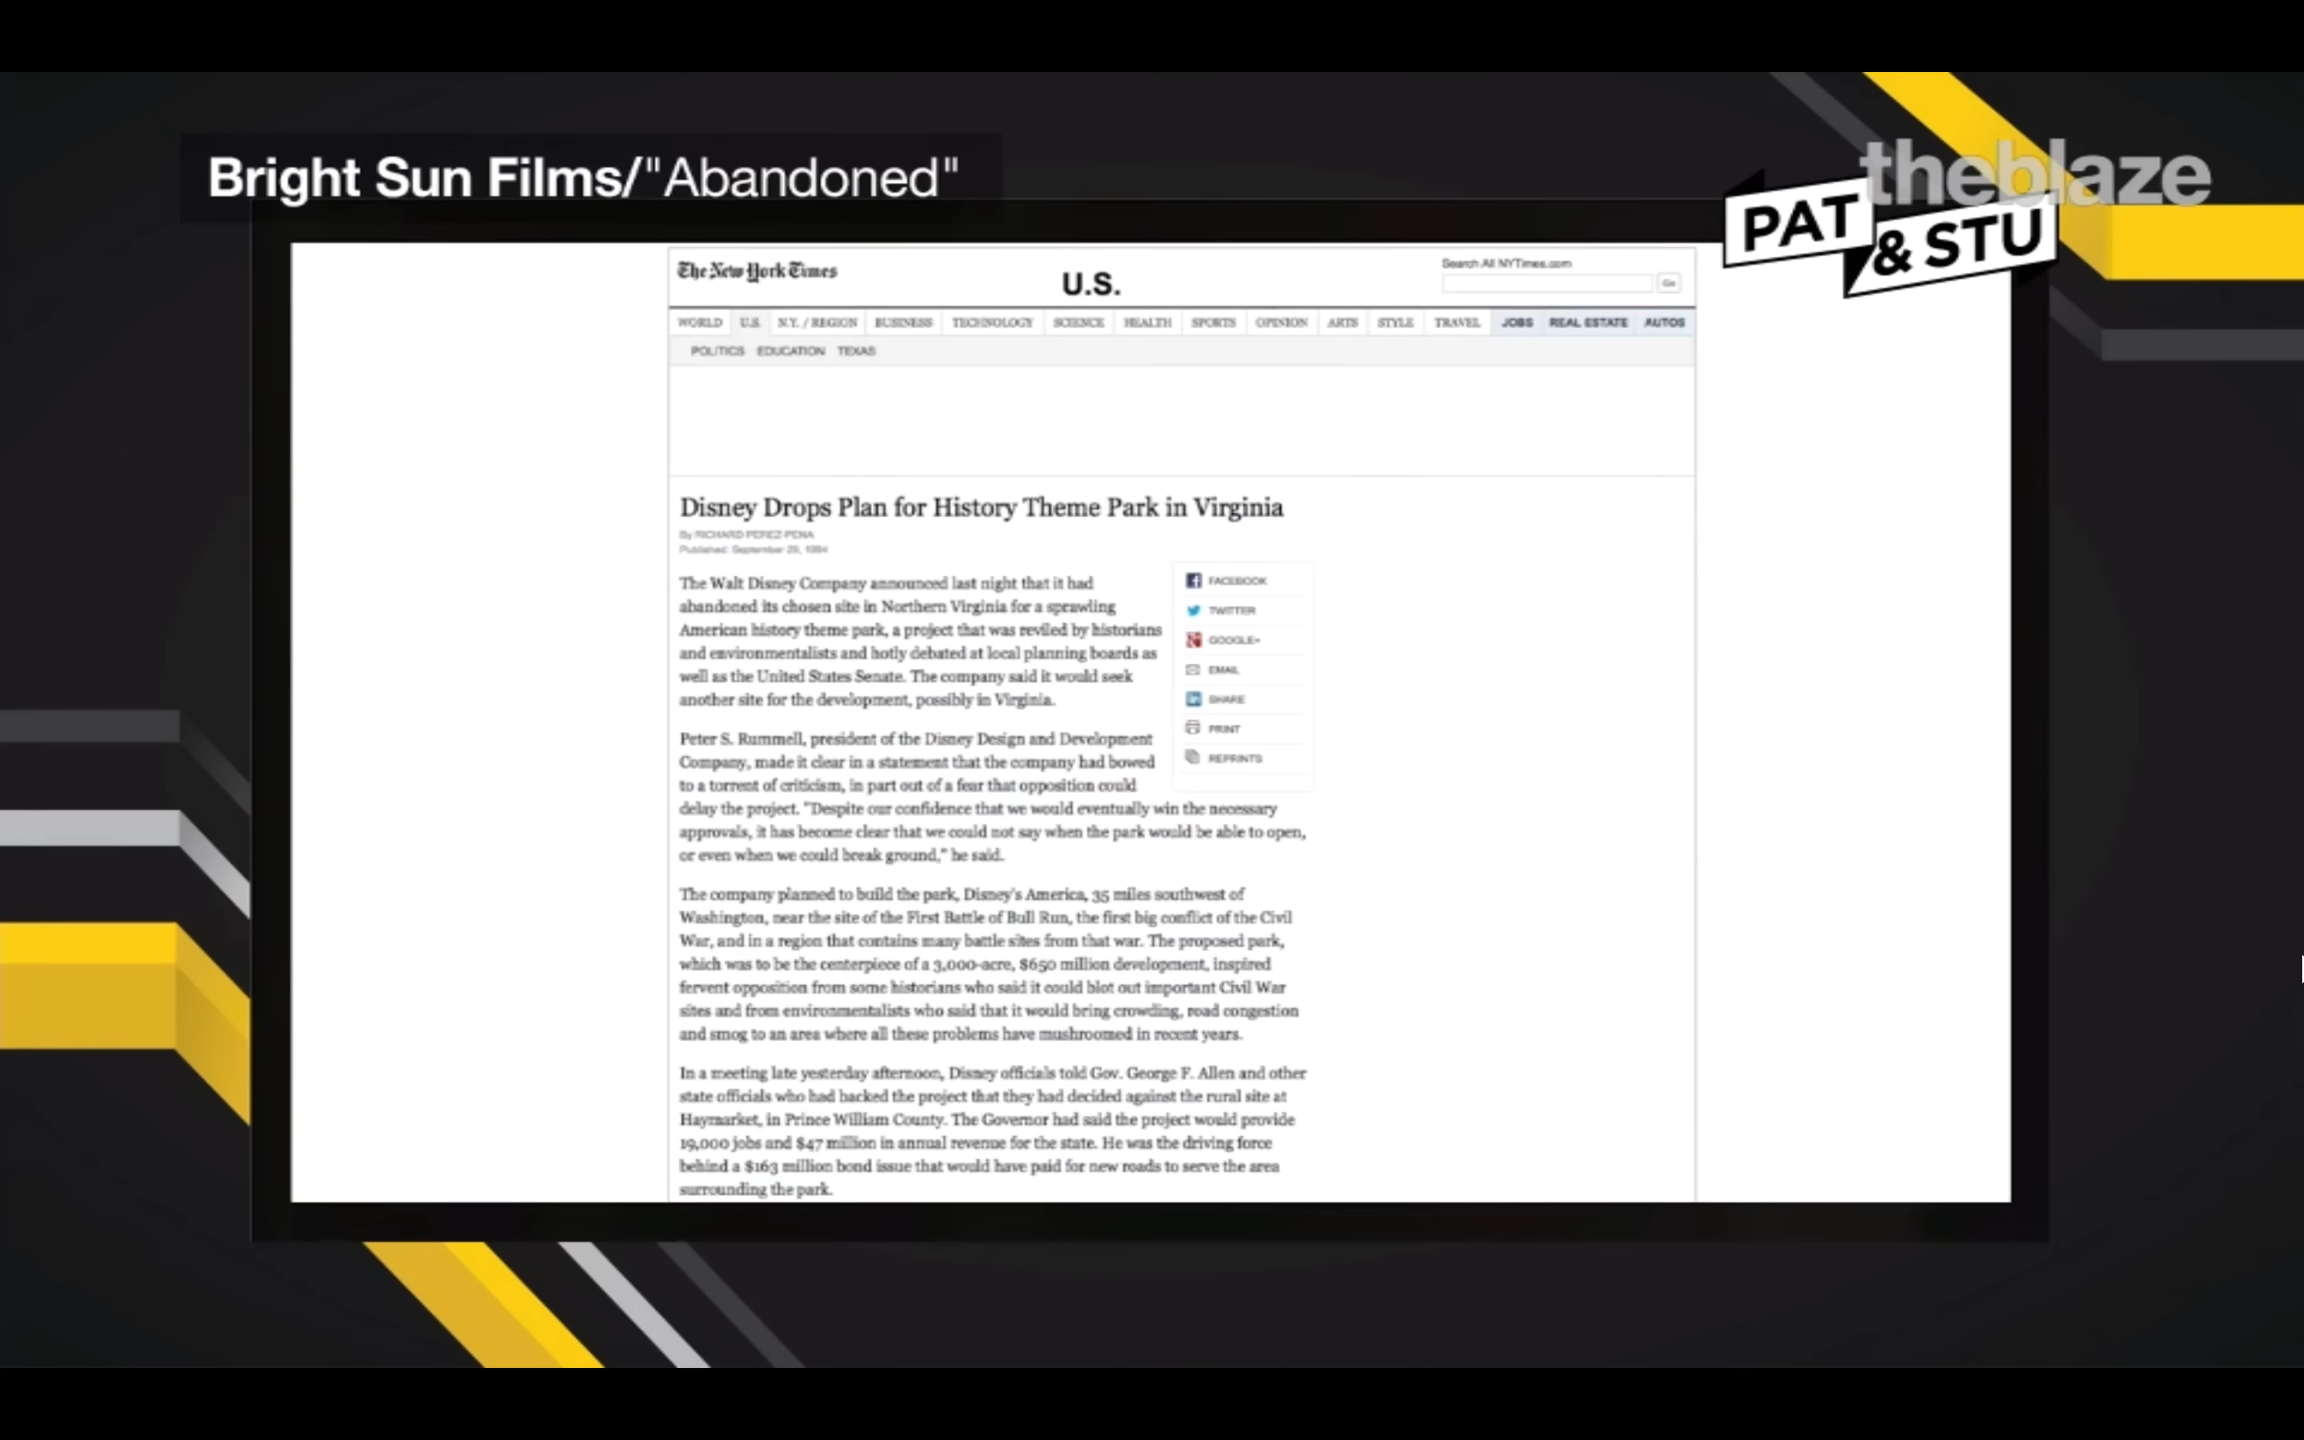 Bright Sun Films/"Abandoned"
theblaze
PAT
& STU
The New York Times
U.S.
Search All NYTimes.com
Go
WORLD U.S. N.Y. / REGION BUSINESS TECHNOLOGY SCIENCE HEALTH SPORTS OPINION ARTS STYLE TRAVEL JOBS REAL ESTATE AUTOS
POLITICS EDUCATION TEXAS
Disney Drops Plan for History Theme Park in Virginia
By RICHARD PEREZ-PENA
Published: September 29, 1994
The Walt Disney Company announced last night that it had
abandoned its chosen site in Northern Virginia for a sprawling
American history theme park, a project that was reviled by historians
and environmentalists and hotly debated at local planning boards as
well as the United States Senate. The company said it would seek
another site for the development, possibly in Virginia.
FACEBOOK
TWITTER
GOOGLE+
EMAIL
SHARE
PRINT
REPRINTS
Peter S. Rummell, president of the Disney Design and Development
Company, made it clear in a statement that the company had bowed
to a torrent of criticism, in part out of a fear that opposition could
delay the project. "Despite our confidence that we would eventually win the necessary
approvals, it has become clear that we could not say when the park would be able to open,
or even when we could break ground," he said.
The company planned to build the park, Disney's America, 35 miles southwest of
Washington, near the site of the First Battle of Bull Run, the first big conflict of the Civil
War, and in a region that contains many battle sites from that war. The proposed park,
which was to be the centerpiece of a 3,000-acre, $650 million development, inspired
fervent opposition from some historians who said it could blot out important Civil War
sites and from environmentalists who said that it would bring crowding, road congestion
and smog to an area where all these problems have mushroomed in recent years.
In a meeting late yesterday afternoon, Disney officials told Gov. George F. Allen and other
state officials who had backed the project that they had decided against the rural site at
Haymarket, in Prince William County. The Governor had said the project would provide
19,000 jobs and $47 million in annual revenue for the state. He was the driving force
behind a $163 million bond issue that would have paid for new roads to serve the area
surrounding the park.